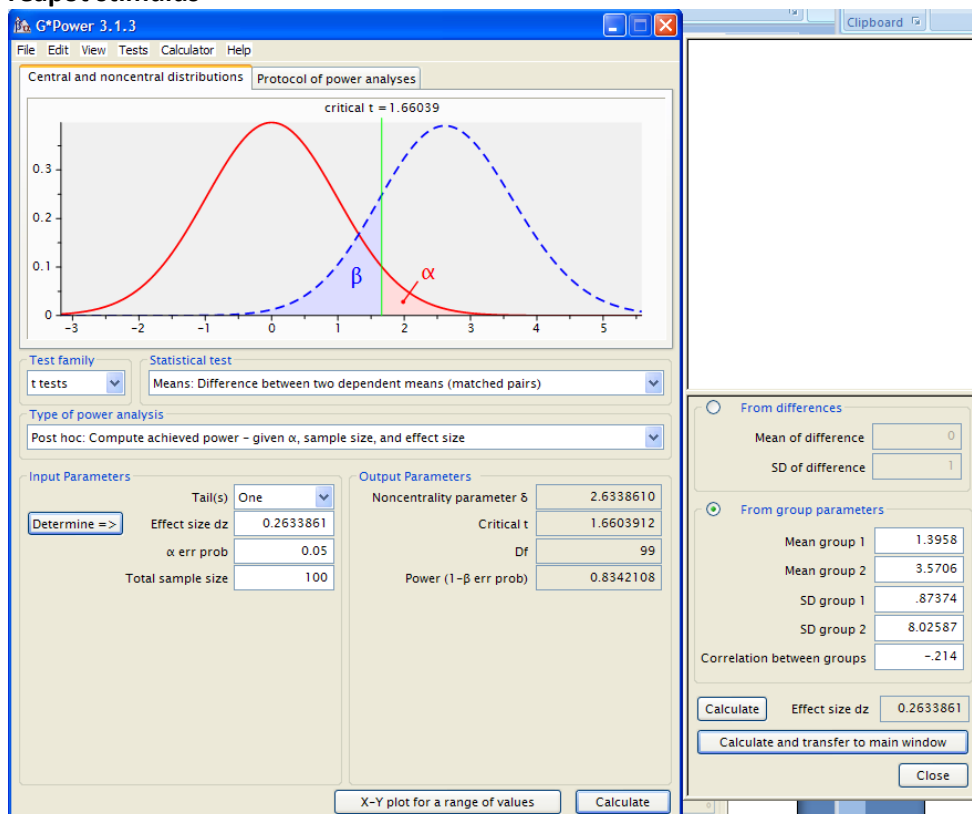 G*Power 3.1.3
Clipboard
File Edit View Tests Calculator Help
Central and noncentral distributions Protocol of power analyses
critical t = 1.66039
0.3
0.2
0.1
0
β
α
-3 -2 -1 0 1 2 3 4 5
Test family
t tests
Statistical test
Means: Difference between two dependent means (matched pairs)
Type of power analysis
Post hoc: Compute achieved power - given α, sample size, and effect size
Input Parameters
Tail(s) One
Determine => Effect size dz 0.2633861
α err prob 0.05
Total sample size 100
Output Parameters
Noncentrality parameter δ 2.6338610
Critical t 1.6603912
Df 99
Power (1-β err prob) 0.8342108
X-Y plot for a range of values Calculate
From differences
Mean of difference 0
SD of difference 1
From group parameters
Mean group 1 1.3958
Mean group 2 3.5706
SD group 1 .87374
SD group 2 8.02587
Correlation between groups -.214
Calculate Effect size dz 0.2633861
Calculate and transfer to main window
Close